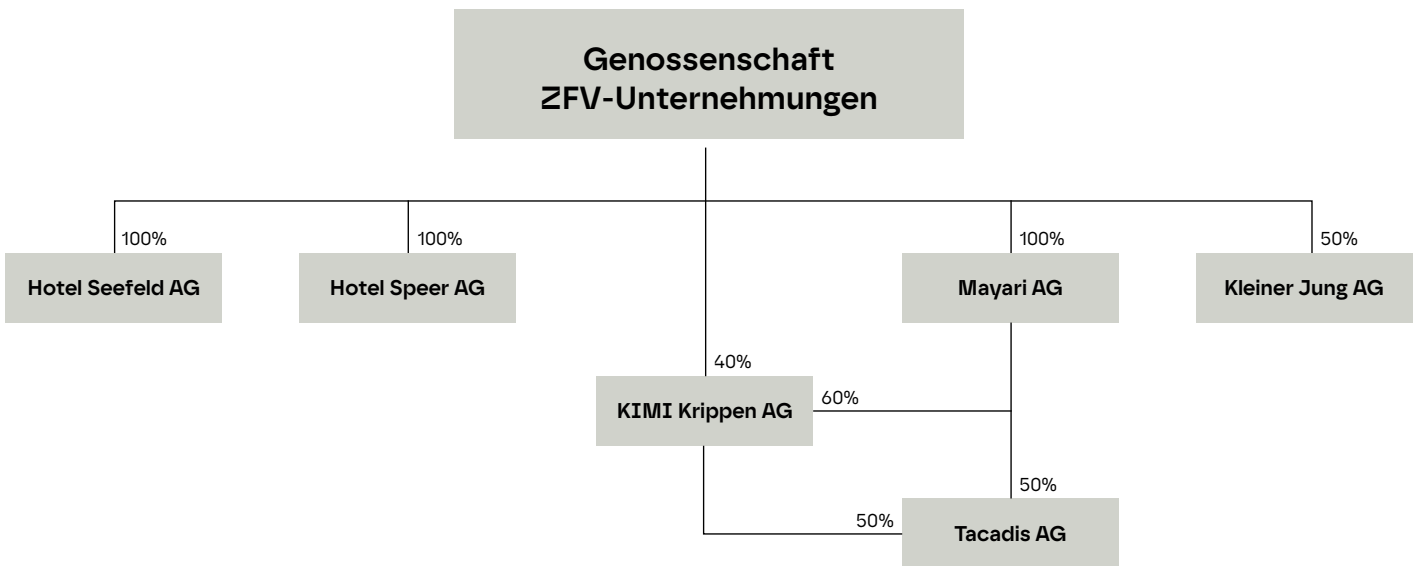 Genossenschaft
ZFV-Unternehmungen
100%
100%
100%
50%
Hotel Seefeld AG
Hotel Speer AG
Mayari AG
Kleiner Jung AG
40%
KIMI Krippen AG
60%
50%
50%
Tacadis AG